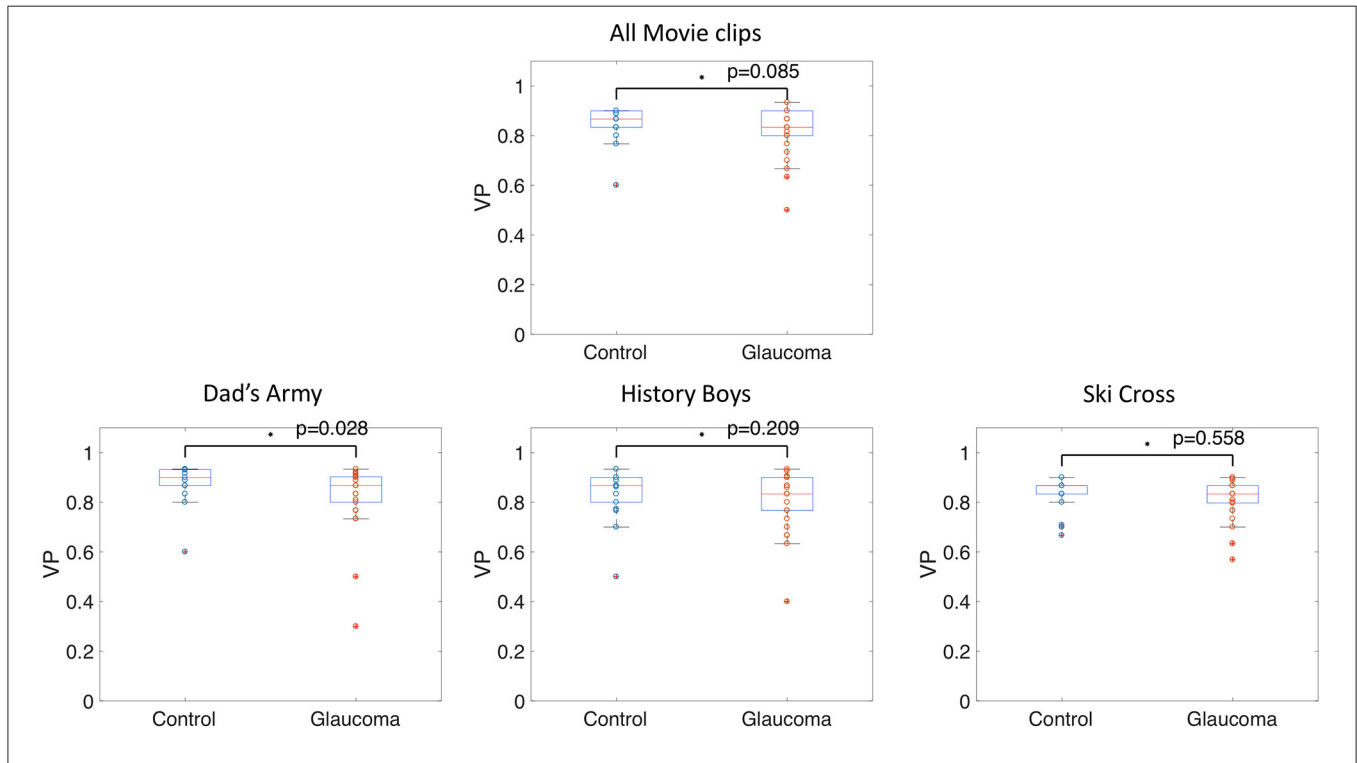 All Movie clips
* p=0.085
1
0.8
0.6
0.4
0.2
0
VP
Control Glaucoma
Dad’s Army
* p=0.028
1
0.8
0.6
0.4
0.2
0
VP
Control Glaucoma
History Boys
* p=0.209
1
0.8
0.6
0.4
0.2
0
VP
Control Glaucoma
Ski Cross
* p=0.558
1
0.8
0.6
0.4
0.2
0
VP
Control Glaucoma